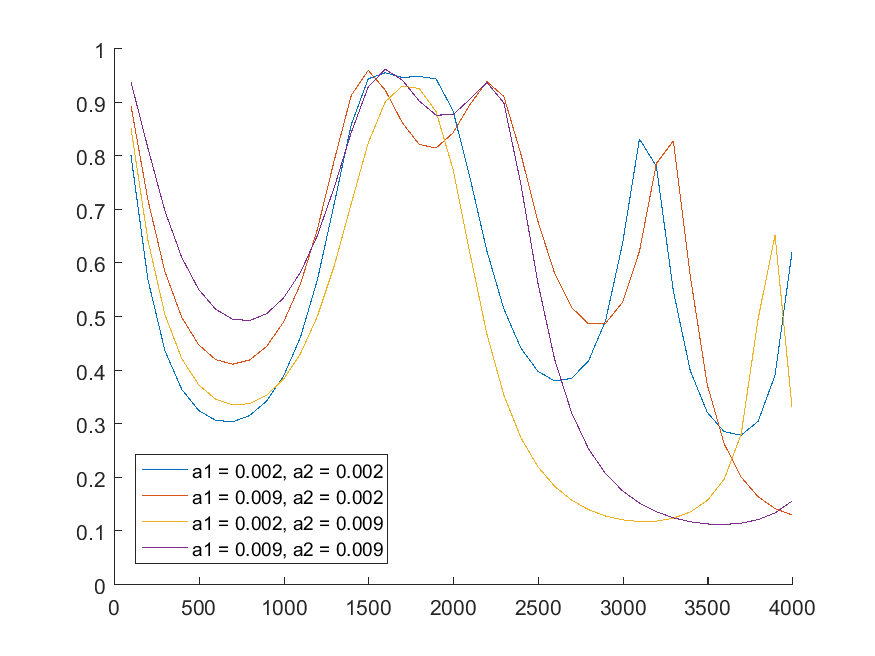 1
0.9
0.8
0.7
0.6
0.5
0.4
0.3
0.2
0.1
0
a1 = 0.002, a2 = 0.002
a1 = 0.009, a2 = 0.002
a1 = 0.002, a2 = 0.009
a1 = 0.009, a2 = 0.009
0 500 1000 1500 2000 2500 3000 3500 4000